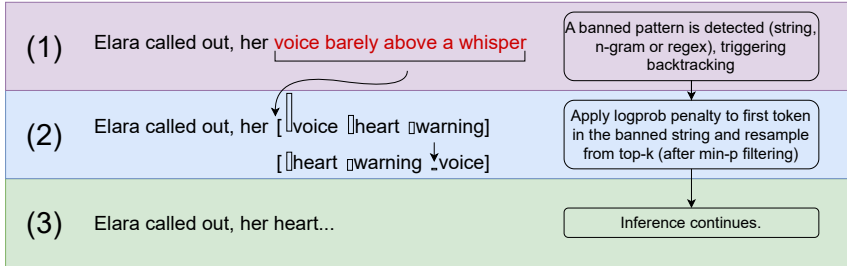 (1)
Elara called out, her voice barely above a whisper
A banned pattern is detected (string,
n-gram or regex), triggering
backtracking
(2)
Elara called out, her [ voice heart warning]
[ heart warning voice]
Apply logprob penalty to first token
in the banned string and resample
from top-k (after min-p filtering)
(3)
Elara called out, her heart...
Inference continues.